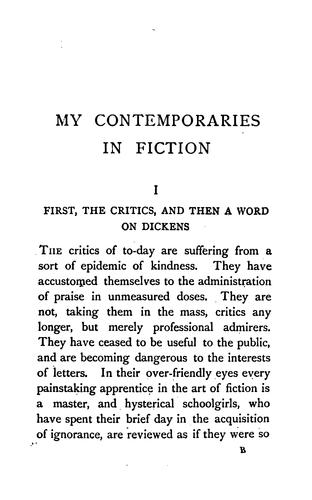 MY CONTEMPORARIES
IN FICTION
I
FIRST, THE CRITICS, AND THEN A WORD
ON DICKENS
THE critics of to-day are suffering from a
sort of epidemic of kindness. They have
accustomed themselves to the administration
of praise in unmeasured doses. They are
not, taking them in the mass, critics any
longer, but merely professional admirers.
They have ceased to be useful to the public,
and are becoming dangerous to the interests
of letters. In their over-friendly eyes every
painstaking apprentice in the art of fiction is
a master, and hysterical schoolgirls, who
have spent their brief day in the acquisition
of ignorance, are reviewed as if they were so
B